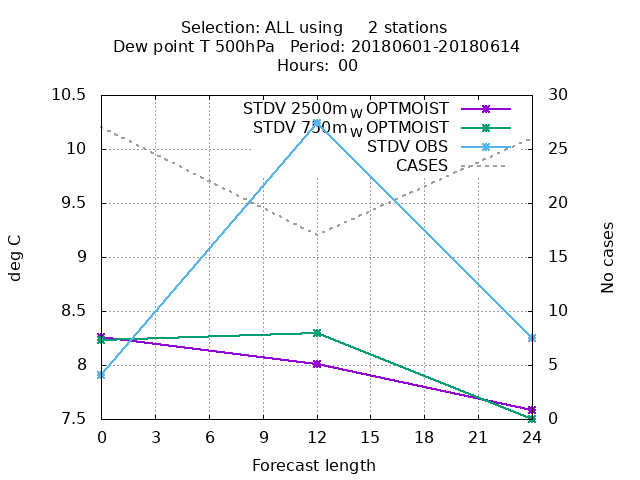 Selection: ALL using 2 stations
Dew point T 500hPa Period: 20180601-20180614
Hours: 00
10.5
10
9.5
9
8.5
8
7.5
30
25
20
15
10
5
0
STDV 2500m_W OPTMOIST
STDV 750m_W OPTMOIST
STDV OBS
CASES
deg C
No cases
0 3 6 9 12 15 18 21 24
Forecast length